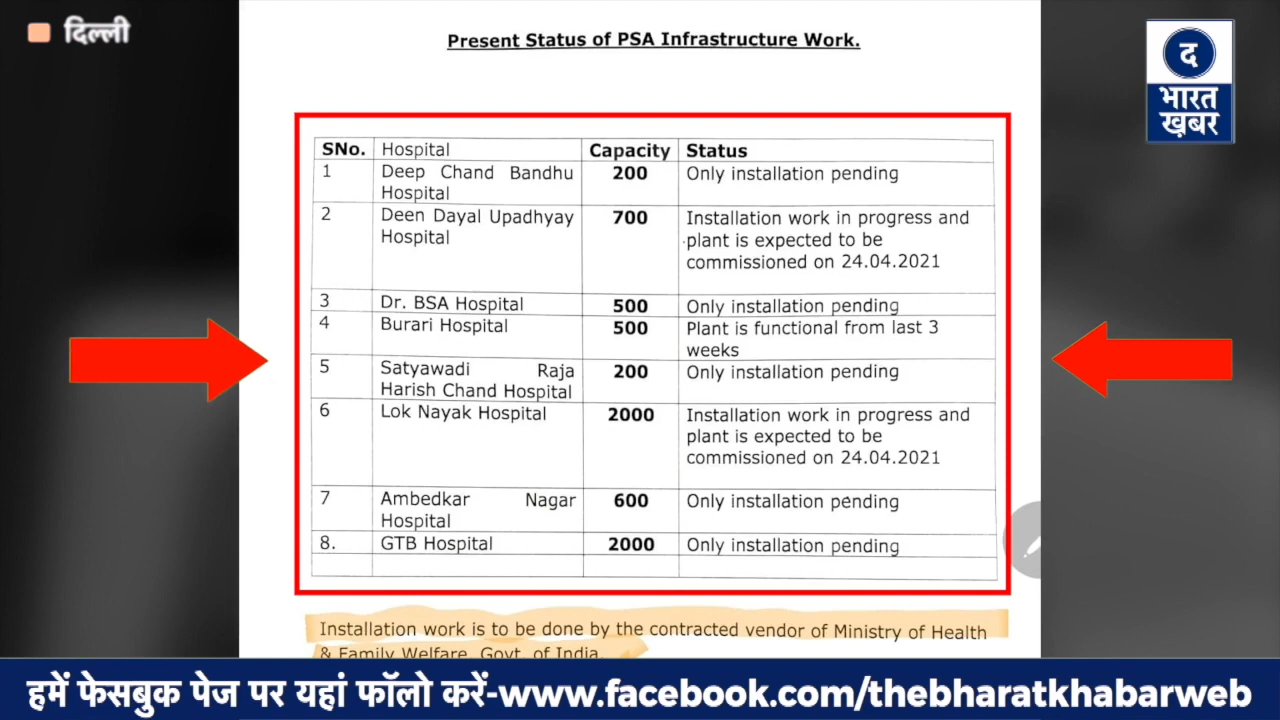 दिल्ली
Present Status of PSA Infrastructure Work.
द
भारत
ख़बर
SNo. Hospital Capacity Status
1 Deep Chand Bandhu 200 Only installation pending
Hospital
2 Deen Dayal Upadhyay 700 Installation work in progress and
Hospital plant is expected to be
commissioned on 24.04.2021
3 Dr. BSA Hospital 500 Only installation pending
4 Burari Hospital 500 Plant is functional from last 3
weeks
5 Satyawadi Raja 200 Only installation pending
Harish Chand Hospital
6 Lok Nayak Hospital 2000 Installation work in progress and
plant is expected to be
commissioned on 24.04.2021
7 Ambedkar Nagar 600 Only installation pending
Hospital
8. GTB Hospital 2000 Only installation pending
Installation work is to be done by the contracted vendor of Ministry of Health
& Family Welfare, Govt. of India.
हमें फेसबुक पेज पर यहां फॉलो करें-www.facebook.com/thebharatkhabarweb